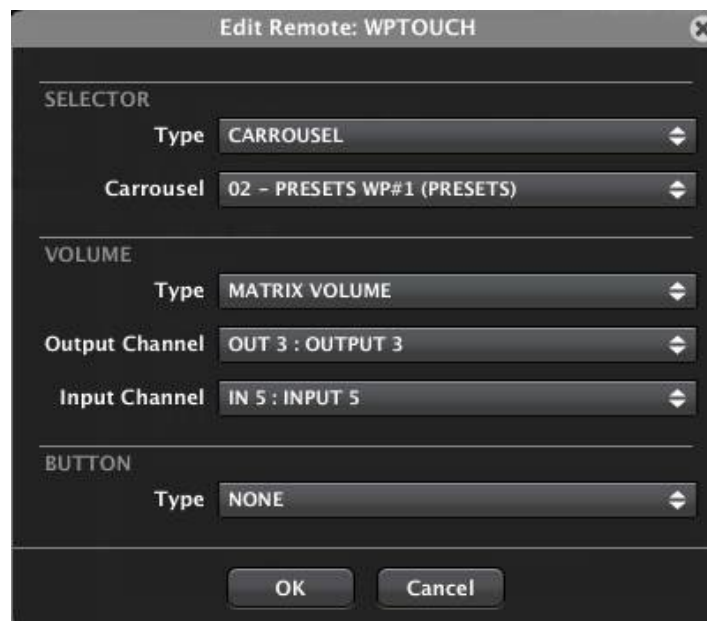 Edit Remote: WPTOUCH
SELECTOR
Type CARROUSEL
Carrousel 02 - PRESETS WP#1 (PRESETS)
VOLUME
Type MATRIX VOLUME
Output Channel OUT 3 : OUTPUT 3
Input Channel IN 5 : INPUT 5
BUTTON
Type NONE
OK Cancel